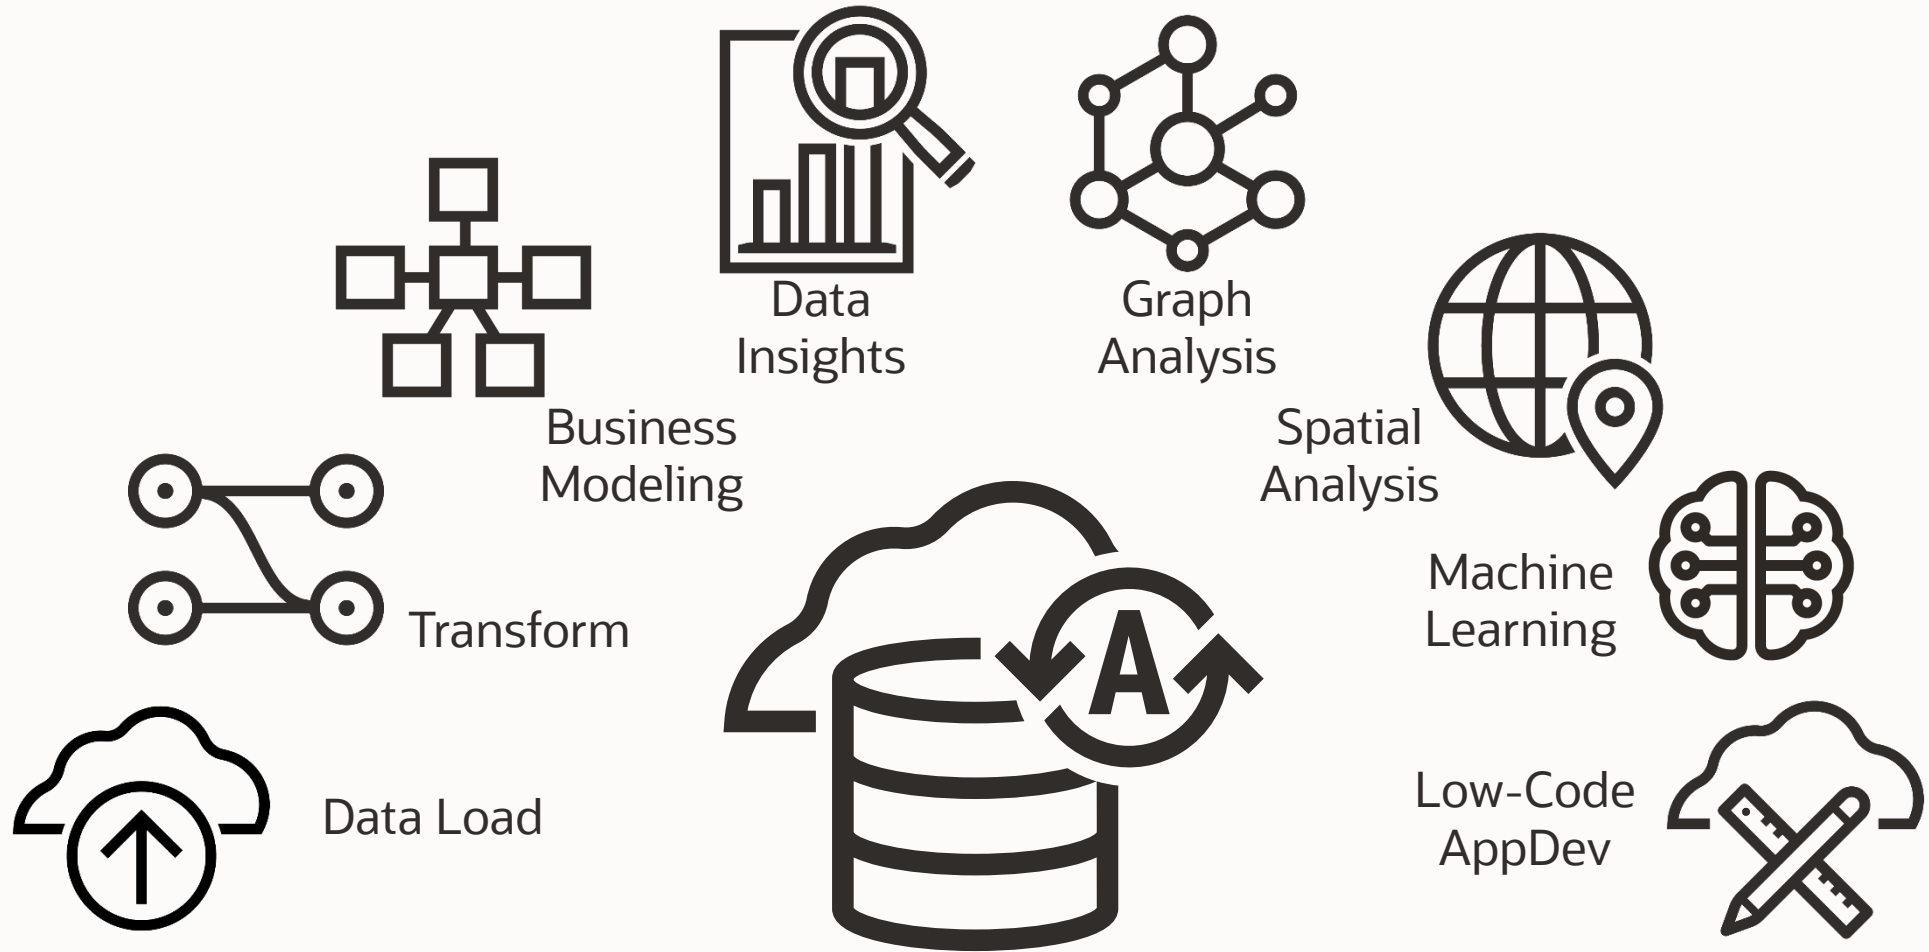 Data
Insights
Graph
Analysis
Business
Modeling
Spatial
Analysis
Transform
Machine
Learning
A
Data Load
Low-Code
AppDev